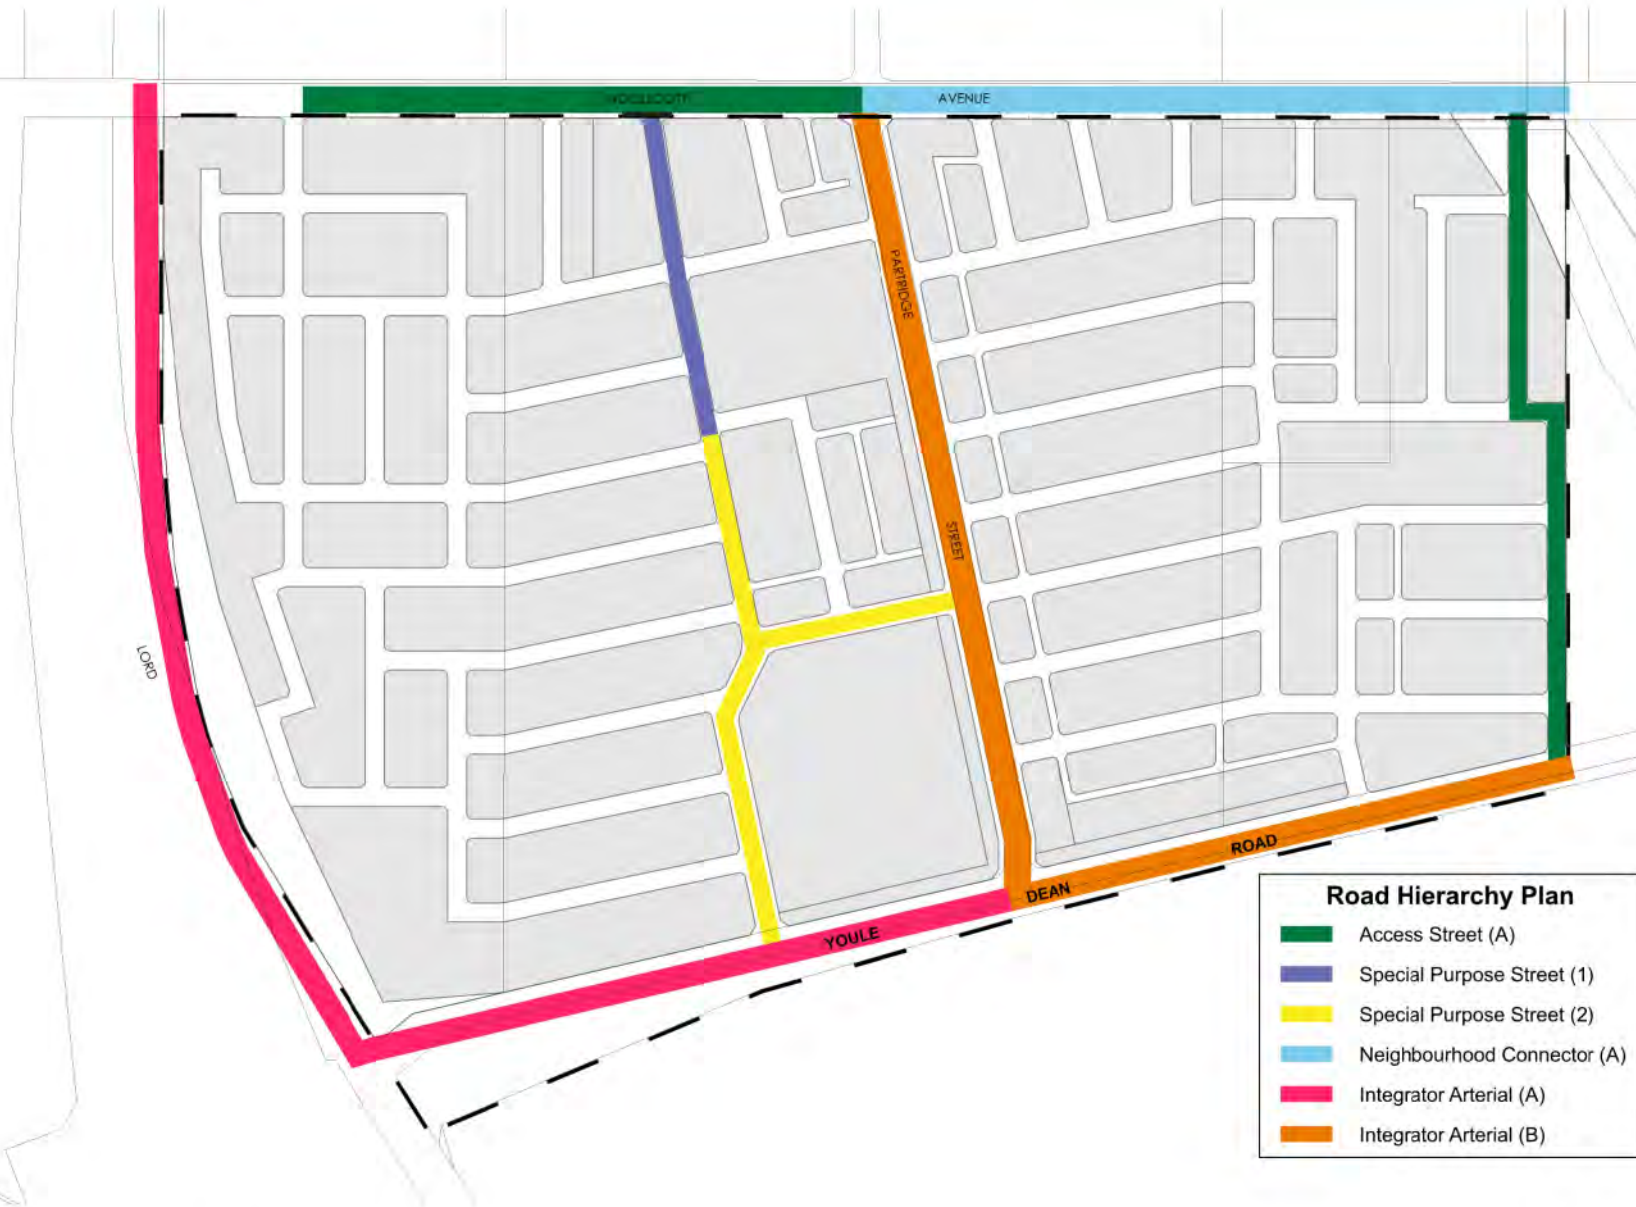 WOOLLCOTT AVENUE
PARTRIDGE
STREET
LORD
YOULE
DEAN
ROAD
Road Hierarchy Plan
Access Street (A)
Special Purpose Street (1)
Special Purpose Street (2)
Neighbourhood Connector (A)
Integrator Arterial (A)
Integrator Arterial (B)